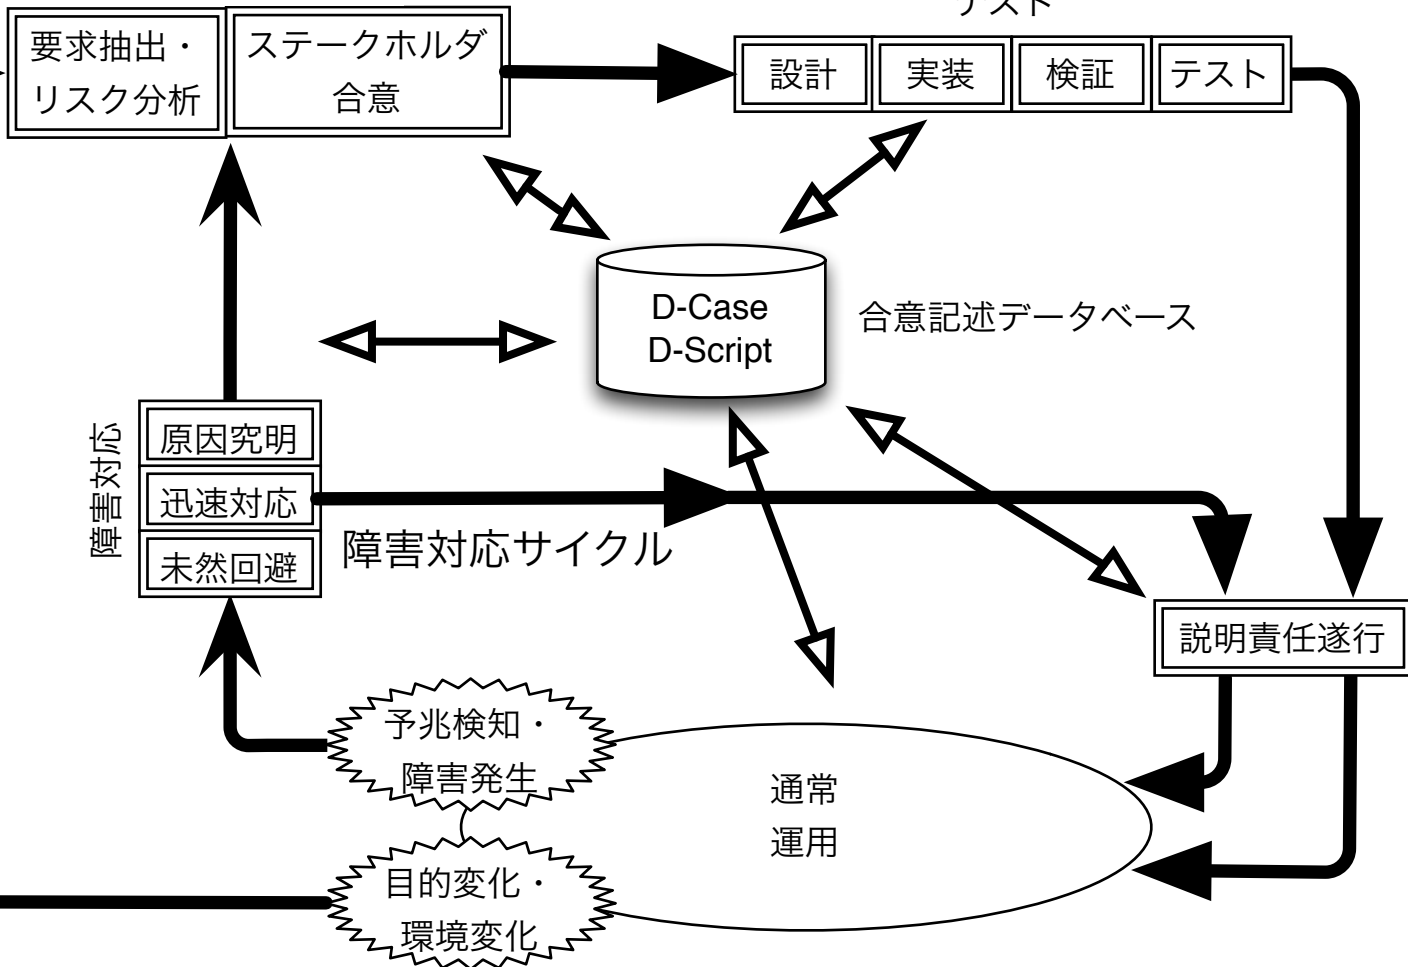 テスト
要求抽出・
リスク分析
ステークホルダ
合意
設計
実装
検証
テスト
D-Case
D-Script
合意記述データベース
障害対応
原因究明
迅速対応
未然回避
障害対応サイクル
説明責任遂行
予兆検知・
障害発生
通常
運用
目的変化・
環境変化